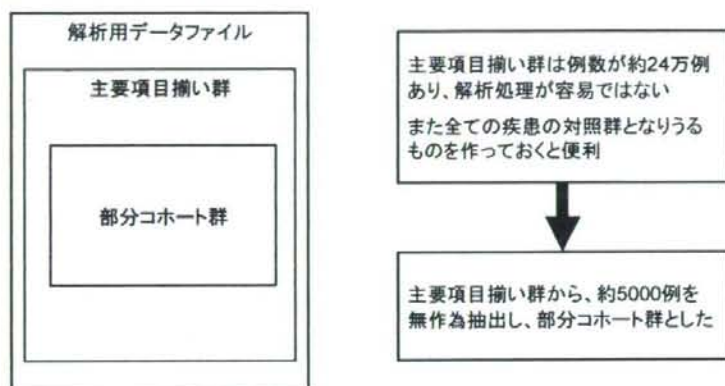 解析用データファイル
主要項目揃い群
部分コホート群
主要項目揃い群は例数が約24万例
あり、解析処理が容易ではない
また全ての疾患の対照群となりうる
ものを作っておくと便利
主要項目揃い群から、約5000例を
無作為抽出し、部分コホート群とした